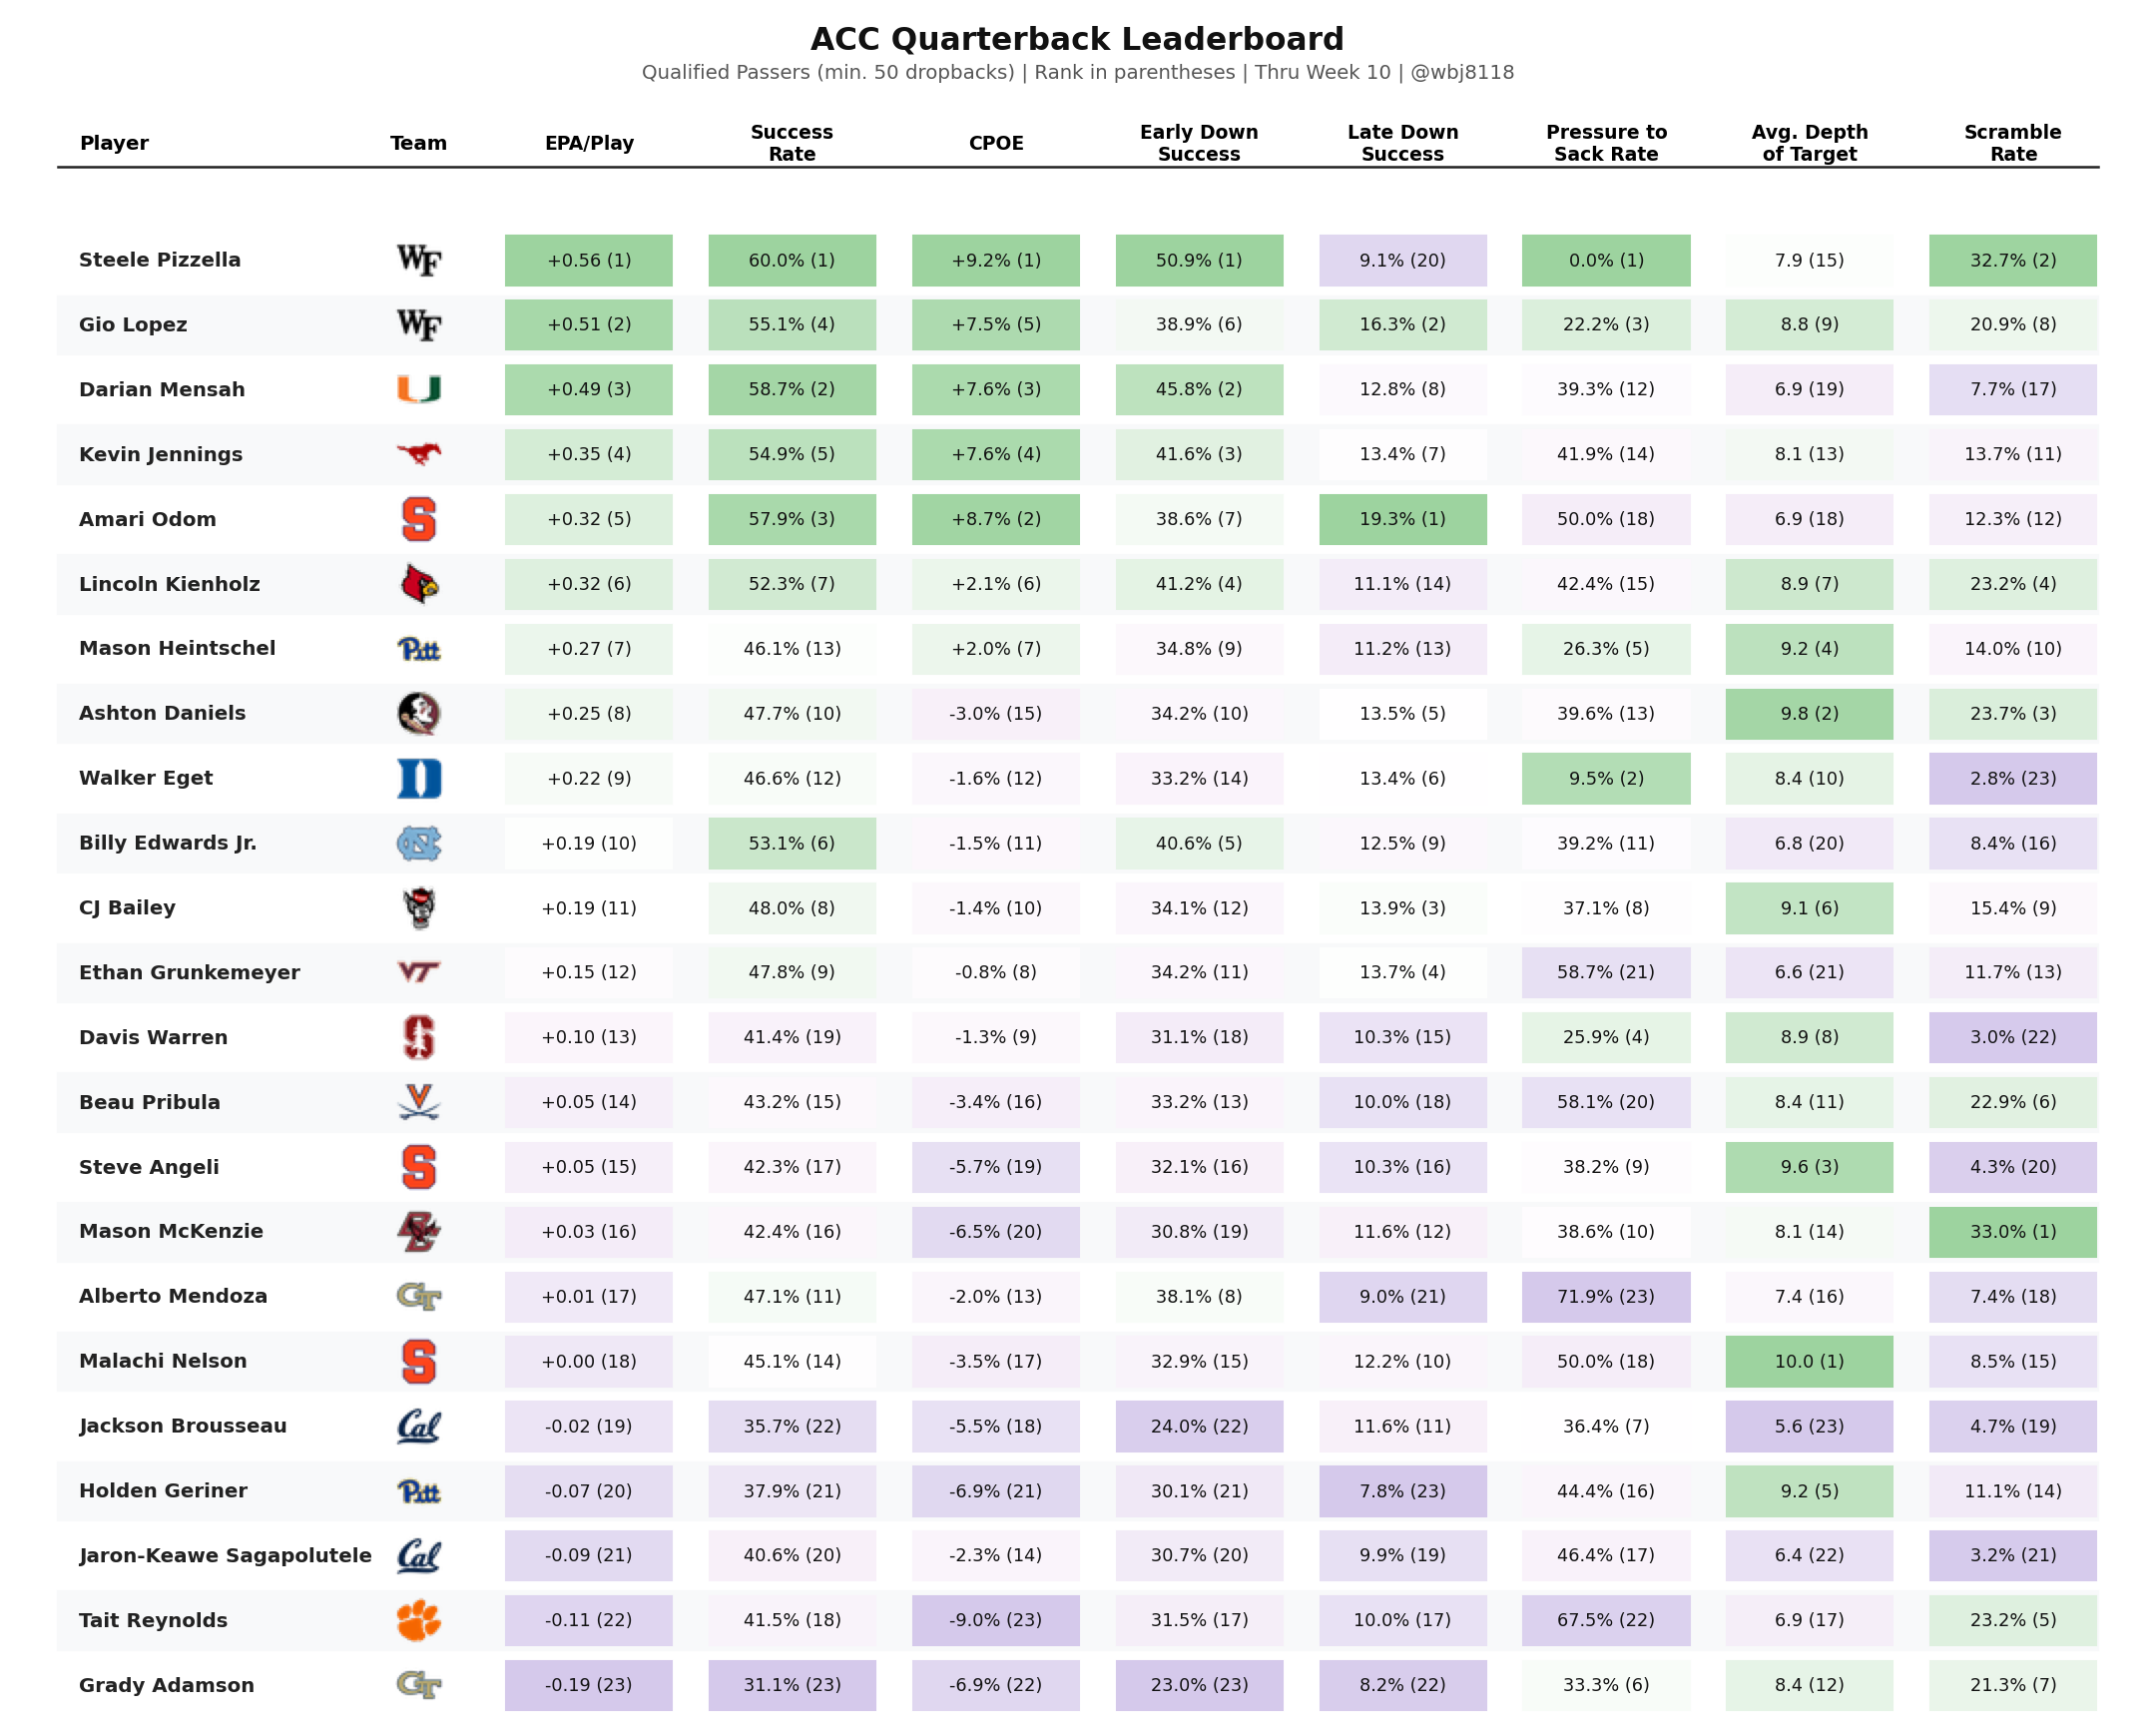 ACC Quarterback Leaderboard
Qualified Passers (min. 50 dropbacks) | Rank in parentheses | Thru Week 10 | @wbj8118
Player Team EPA/Play Success Rate CPOE Early Down Success Late Down Success Pressure to Sack Rate Avg. Depth of Target Scramble Rate
Steele Pizzella WF +0.56 (1) 60.0% (1) +9.2% (1) 50.9% (1) 9.1% (20) 0.0% (1) 7.9 (15) 32.7% (2)
Gio Lopez WF +0.51 (2) 55.1% (4) +7.5% (5) 38.9% (6) 16.3% (2) 22.2% (3) 8.8 (9) 20.9% (8)
Darian Mensah U +0.49 (3) 58.7% (2) +7.6% (3) 45.8% (2) 12.8% (8) 39.3% (12) 6.9 (19) 7.7% (17)
Kevin Jennings +0.35 (4) 54.9% (5) +7.6% (4) 41.6% (3) 13.4% (7) 41.9% (14) 8.1 (13) 13.7% (11)
Amari Odom S +0.32 (5) 57.9% (3) +8.7% (2) 38.6% (7) 19.3% (1) 50.0% (18) 6.9 (18) 12.3% (12)
Lincoln Kienholz +0.32 (6) 52.3% (7) +2.1% (6) 41.2% (4) 11.1% (14) 42.4% (15) 8.9 (7) 23.2% (4)
Mason Heintschel Pitt +0.27 (7) 46.1% (13) +2.0% (7) 34.8% (9) 11.2% (13) 26.3% (5) 9.2 (4) 14.0% (10)
Ashton Daniels +0.25 (8) 47.7% (10) -3.0% (15) 34.2% (10) 13.5% (5) 39.6% (13) 9.8 (2) 23.7% (3)
Walker Eget D +0.22 (9) 46.6% (12) -1.6% (12) 33.2% (14) 13.4% (6) 9.5% (2) 8.4 (10) 2.8% (23)
Billy Edwards Jr. NC +0.19 (10) 53.1% (6) -1.5% (11) 40.6% (5) 12.5% (9) 39.2% (11) 6.8 (20) 8.4% (16)
CJ Bailey +0.19 (11) 48.0% (8) -1.4% (10) 34.1% (12) 13.9% (3) 37.1% (8) 9.1 (6) 15.4% (9)
Ethan Grunkemeyer VT +0.15 (12) 47.8% (9) -0.8% (8) 34.2% (11) 13.7% (4) 58.7% (21) 6.6 (21) 11.7% (13)
Davis Warren S +0.10 (13) 41.4% (19) -1.3% (9) 31.1% (18) 10.3% (15) 25.9% (4) 8.9 (8) 3.0% (22)
Beau Pribula V +0.05 (14) 43.2% (15) -3.4% (16) 33.2% (13) 10.0% (18) 58.1% (20) 8.4 (11) 22.9% (6)
Steve Angeli S +0.05 (15) 42.3% (17) -5.7% (19) 32.1% (16) 10.3% (16) 38.2% (9) 9.6 (3) 4.3% (20)
Mason McKenzie BC +0.03 (16) 42.4% (16) -6.5% (20) 30.8% (19) 11.6% (12) 38.6% (10) 8.1 (14) 33.0% (1)
Alberto Mendoza GT +0.01 (17) 47.1% (11) -2.0% (13) 38.1% (8) 9.0% (21) 71.9% (23) 7.4 (16) 7.4% (18)
Malachi Nelson S +0.00 (18) 45.1% (14) -3.5% (17) 32.9% (15) 12.2% (10) 50.0% (18) 10.0 (1) 8.5% (15)
Jackson Brousseau Cal -0.02 (19) 35.7% (22) -5.5% (18) 24.0% (22) 11.6% (11) 36.4% (7) 5.6 (23) 4.7% (19)
Holden Geriner Pitt -0.07 (20) 37.9% (21) -6.9% (21) 30.1% (21) 7.8% (23) 44.4% (16) 9.2 (5) 11.1% (14)
Jaron-Keawe Sagapolutele Cal -0.09 (21) 40.6% (20) -2.3% (14) 30.7% (20) 9.9% (19) 46.4% (17) 6.4 (22) 3.2% (21)
Tait Reynolds -0.11 (22) 41.5% (18) -9.0% (23) 31.5% (17) 10.0% (17) 67.5% (22) 6.9 (17) 23.2% (5)
Grady Adamson GT -0.19 (23) 31.1% (23) -6.9% (22) 23.0% (23) 8.2% (22) 33.3% (6) 8.4 (12) 21.3% (7)